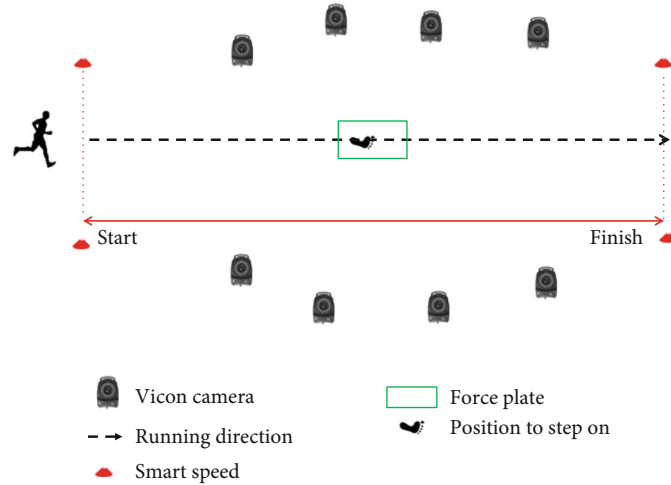 Start
Finish
Vicon camera
Force plate
Running direction
Position to step on
Smart speed